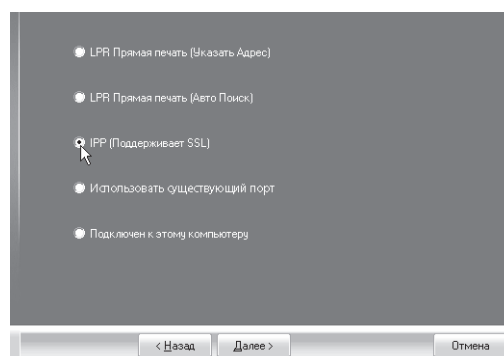 LPR Прямая печать (Указать Адрес)
LPR Прямая печать (Авто Поиск)
IPP (Поддерживает SSL)
Использовать существующий порт
Подключен к этому компьютеру
< Назад Далее > Отмена